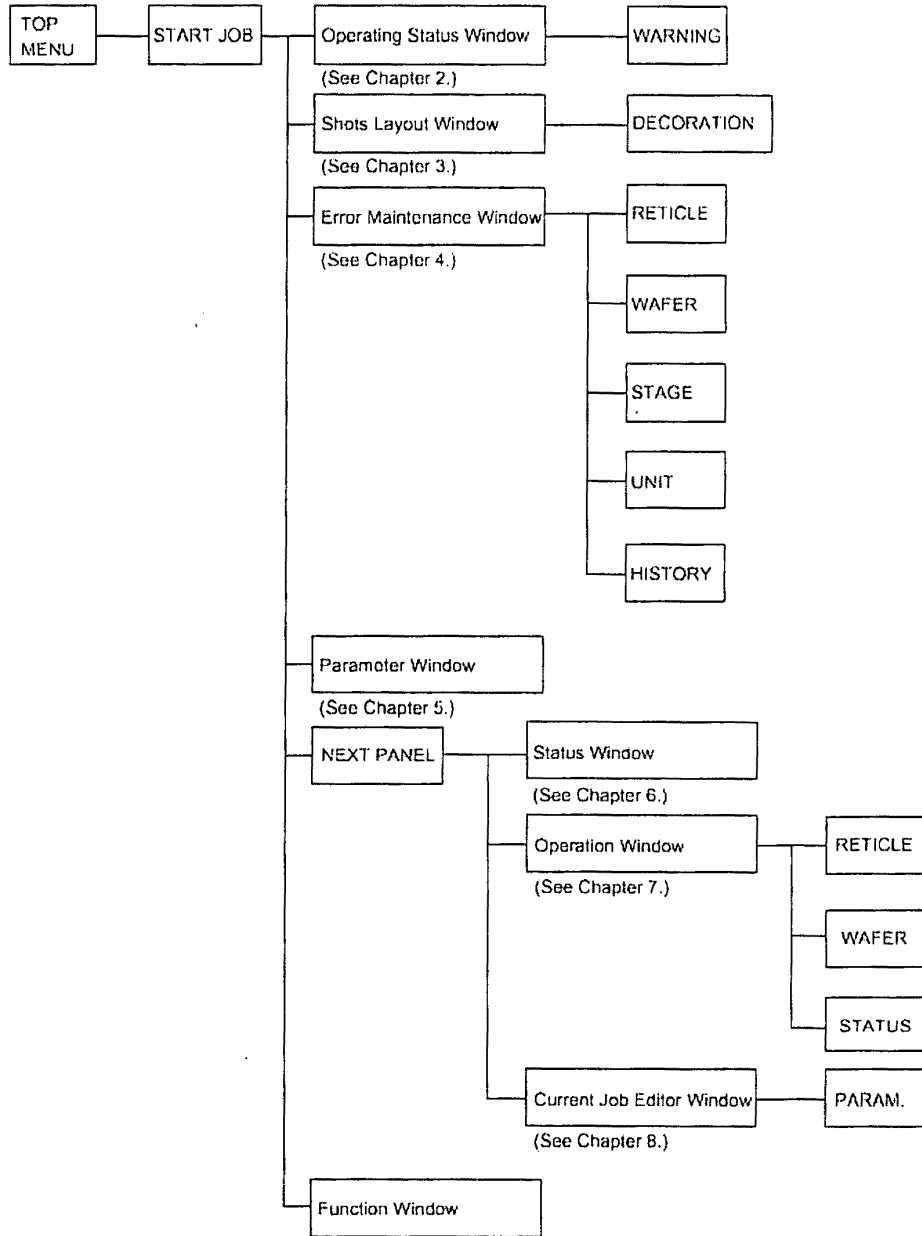 TOP
MENU
START JOB
Operating Status Window
WARNING
(See Chapter 2.)
Shots Layout Window
DECORATION
(See Chapter 3.)
Error Maintenance Window
RETICLE
(See Chapter 4.)
WAFER
STAGE
UNIT
HISTORY
Parameter Window
(See Chapter 5.)
NEXT PANEL
Status Window
(See Chapter 6.)
Operation Window
RETICLE
(See Chapter 7.)
WAFER
STATUS
Current Job Editor Window
PARAM.
(See Chapter 8.)
Function Window